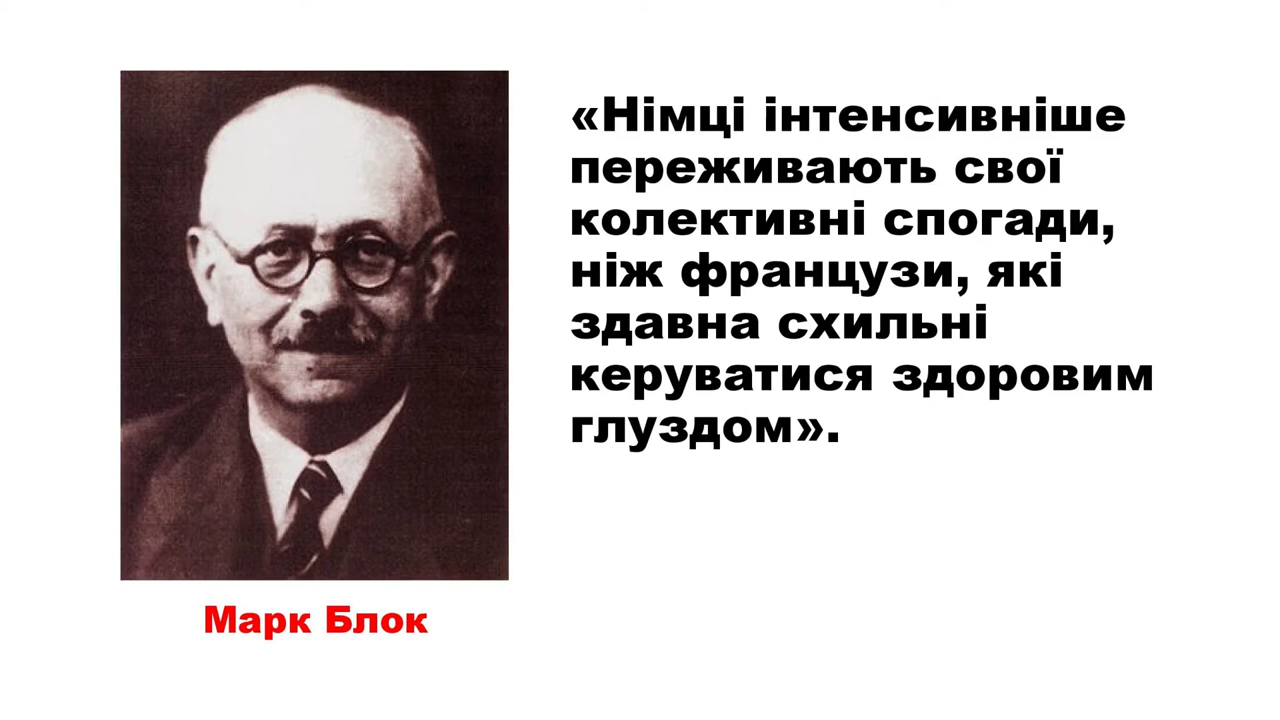 «Німці інтенсивніше
переживають свої
колективні спогади,
ніж французи, які
здавна схильні
керуватися здоровим
глуздом».
Марк Блок